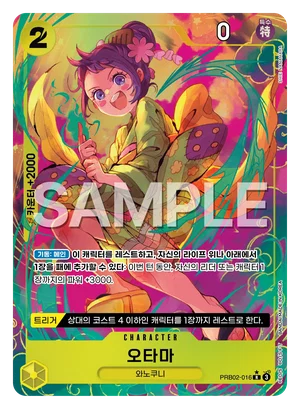 2
0
특수
特
카운터 +2000
SAMPLE
기동: 메인 이 캐릭터를 레스트하고, 자신의 라이프 위나 아래에서
1장을 패에 추가할 수 있다: 이번 턴 동안, 자신의 리더 또는 캐릭터 1
장까지의 파워 +3000.
트리거 상대의 코스트 4 이하인 캐릭터를 1장까지 레스트로 한다.
CHARACTER
오타마
와노쿠니
PRB02-016 R 3